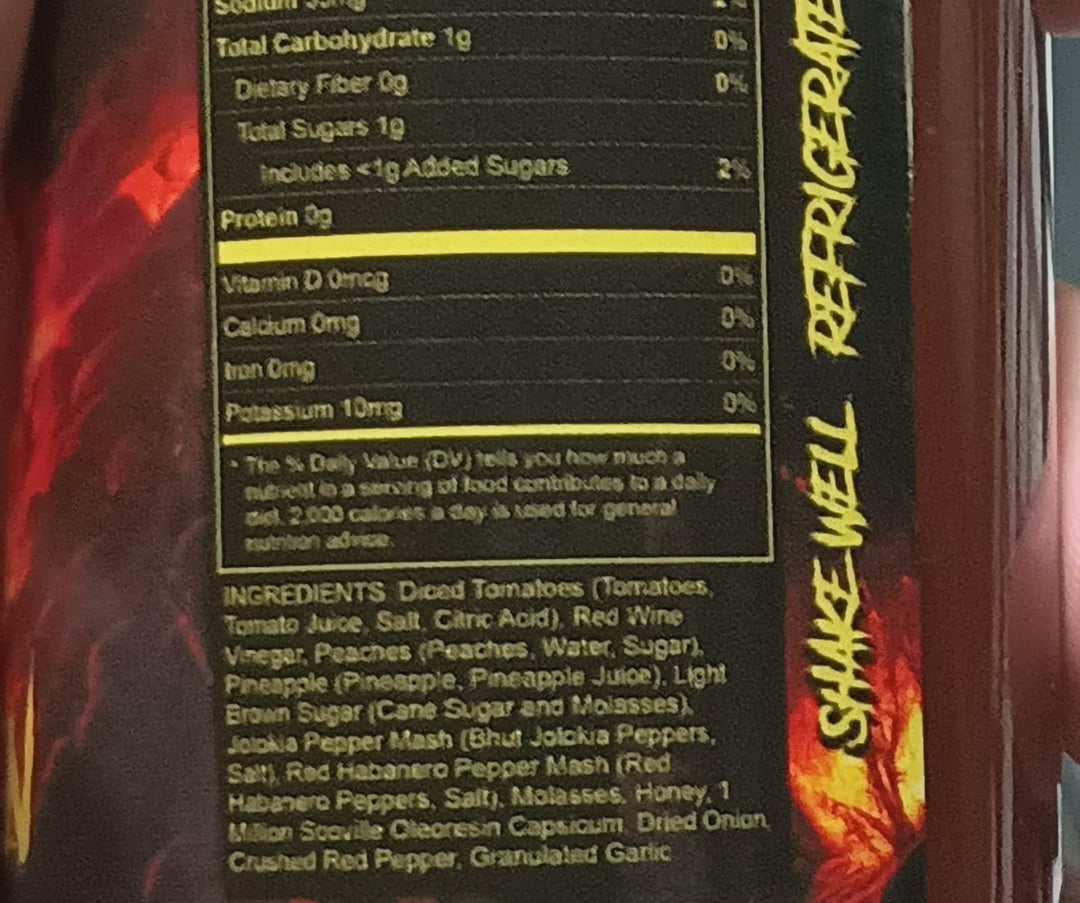 Total Carbohydrate 1g 0%
Dietary Fiber 0g 0%
Total Sugars 1g
Includes <1g Added Sugars 2%
Protein 0g
Vitamin D 0mcg 0%
Calcium 0mg 0%
Iron 0mg 0%
Potassium 10mg 0%
* The % Daily Value (DV) tells you how much a
nutrient in a serving of food contributes to a daily
diet. 2,000 calories a day is used for general
nutrition advice.
INGREDIENTS Diced Tomatoes (Tomatoes,
Tomato Juice, Salt, Citric Acid), Red Wine
Vinegar, Peaches (Peaches, Water, Sugar),
Pineapple (Pineapple, Pineapple Juice), Light
Brown Sugar (Cane Sugar and Molasses),
Jolokia Pepper Mash (Bhut Jolokia Peppers,
Salt), Red Habanero Pepper Mash (Red
Habanero Peppers, Salt), Molasses, Honey, 1
Million Scoville Oleoresin Capsicum, Dried Onion,
Crushed Red Pepper, Granulated Garlic
SHAKE WELL REFRIGERATE